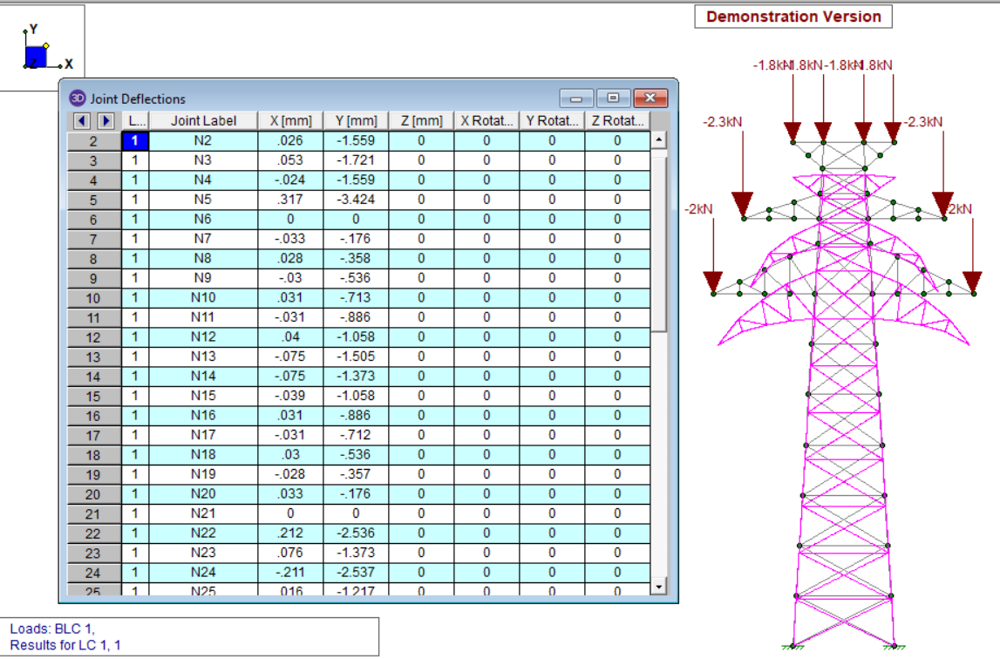 Demonstration Version
Y
Z
X
3D Joint Deflections
L... Joint Label X [mm] Y [mm] Z [mm] X Rotat... Y Rotat... Z Rotat...
2 1 N2 .026 -1.559 0 0 0 0
3 1 N3 .053 -1.721 0 0 0 0
4 1 N4 -.024 -1.559 0 0 0 0
5 1 N5 .317 -3.424 0 0 0 0
6 1 N6 0 0 0 0 0 0
7 1 N7 -.033 -.176 0 0 0 0
8 1 N8 .028 -.358 0 0 0 0
9 1 N9 -.03 -.536 0 0 0 0
10 1 N10 .031 -.713 0 0 0 0
11 1 N11 -.031 -.886 0 0 0 0
12 1 N12 .04 -1.058 0 0 0 0
13 1 N13 -.075 -1.505 0 0 0 0
14 1 N14 -.075 -1.373 0 0 0 0
15 1 N15 -.039 -1.058 0 0 0 0
16 1 N16 .031 -.886 0 0 0 0
17 1 N17 -.031 -.712 0 0 0 0
18 1 N18 .03 -.536 0 0 0 0
19 1 N19 -.028 -.357 0 0 0 0
20 1 N20 .033 -.176 0 0 0 0
21 1 N21 0 0 0 0 0 0
22 1 N22 .212 -2.536 0 0 0 0
23 1 N23 .076 -1.373 0 0 0 0
24 1 N24 -.211 -2.537 0 0 0 0
25 1 N25 .016 -1.217 0 0 0 0
-1.8kN -1.8kN -1.8kN -1.8kN
-2.3kN -2.3kN
-2kN -2kN
Loads: BLC 1,
Results for LC 1, 1